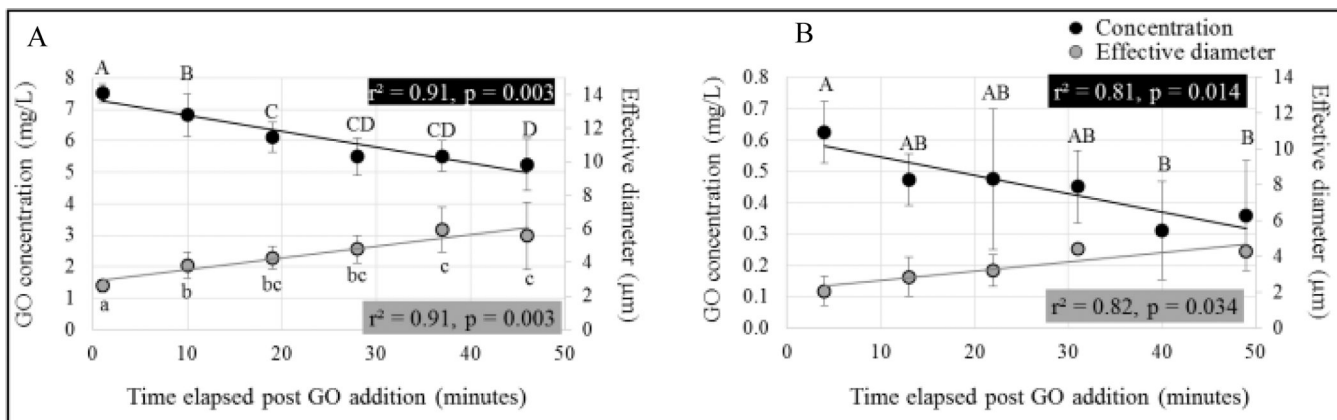 A
GO concentration (mg/L)
8
7
6
5
4
3
2
1
0
A
B
C
CD
CD
D
r² = 0.91, p = 0.003
a
b
bc
bc
c
c
r² = 0.91, p = 0.003
14
12
10
8
6
4
2
0
Effective diameter (µm)
0 10 20 30 40 50
Time elapsed post GO addition (minutes)
B
Concentration
Effective diameter
GO concentration (mg/L)
0.8
0.7
0.6
0.5
0.4
0.3
0.2
0.1
0.0
A
AB
AB
AB
B
B
r² = 0.81, p = 0.014
r² = 0.82, p = 0.034
14
12
10
8
6
4
2
0
Effective diameter (µm)
0 10 20 30 40 50
Time elapsed post GO addition (minutes)